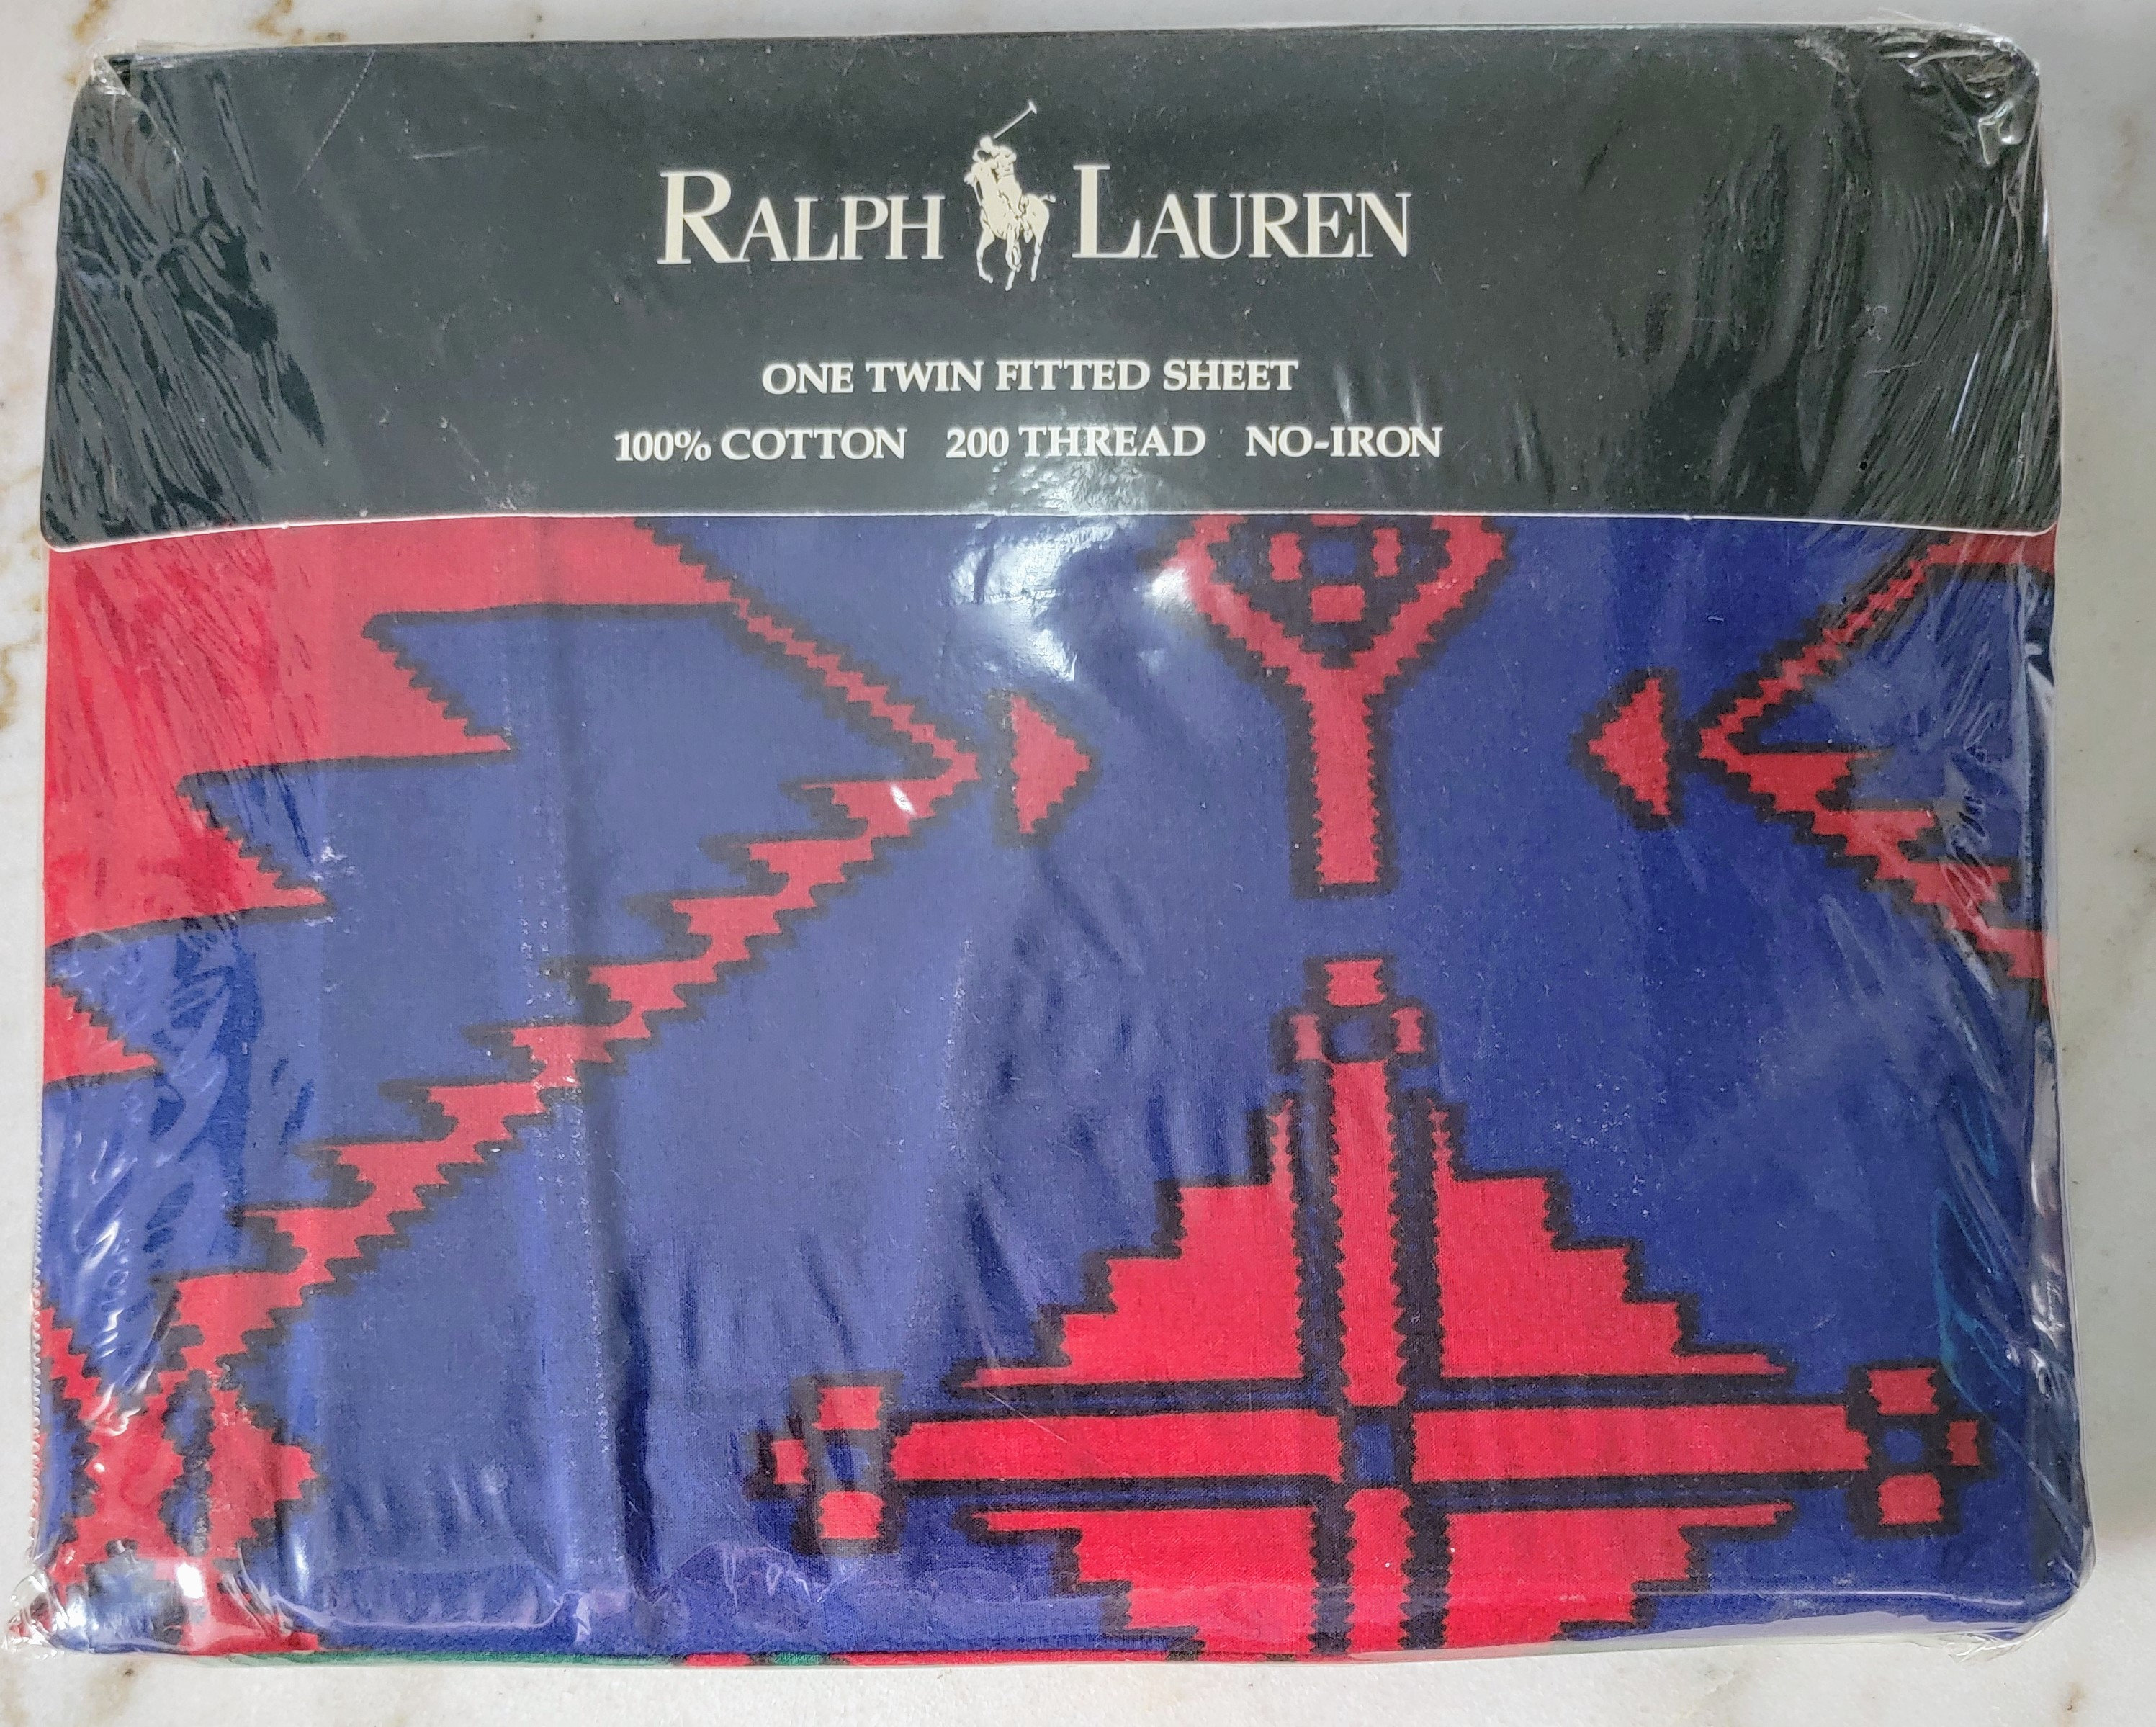 RALPH LAUREN
ONE TWIN FITTED SHEET
100% COTTON 200 THREAD NO-IRON